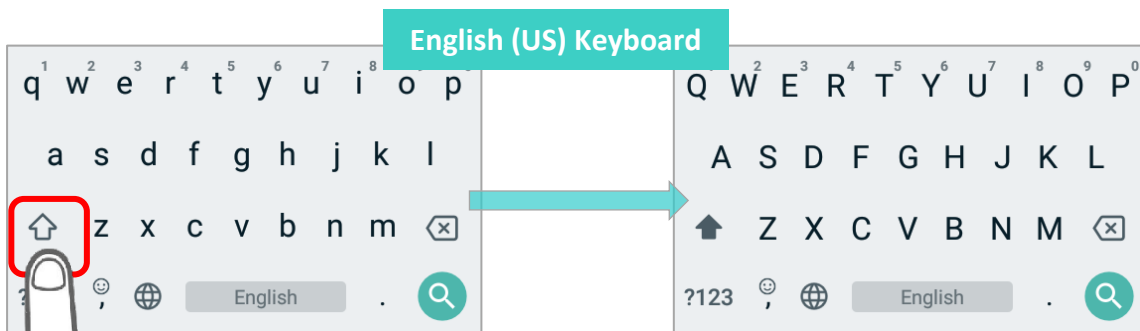 English (US) Keyboard
1 2 3 4 5 6 7 8
q w e r t y u i o p
a s d f g h j k l
z x c v b n m
?
, English .
2 3 4 5 6 7 8 9 0
Q W E R T Y U I O P
A S D F G H J K L
Z X C V B N M
?123 , English .